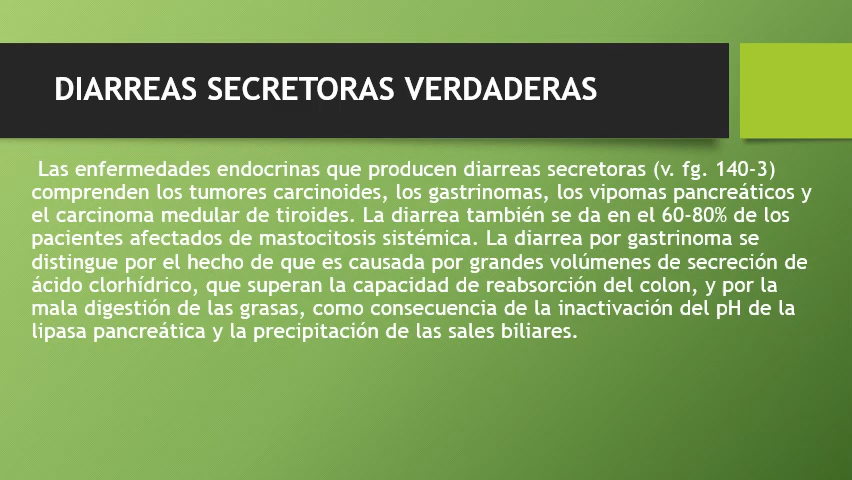 DIARREAS SECRETORAS VERDADERAS
Las enfermedades endocrinas que producen diarreas secretoras (v. fg. 140-3)
comprenden los tumores carcinoides, los gastrinomas, los vipomas pancreáticos y
el carcinoma medular de tiroides. La diarrea también se da en el 60-80% de los
pacientes afectados de mastocitosis sistémica. La diarrea por gastrinoma se
distingue por el hecho de que es causada por grandes volúmenes de secreción de
ácido clorhídrico, que superan la capacidad de reabsorción del colon, y por la
mala digestión de las grasas, como consecuencia de la inactivación del pH de la
lipasa pancreática y la precipitación de las sales biliares.